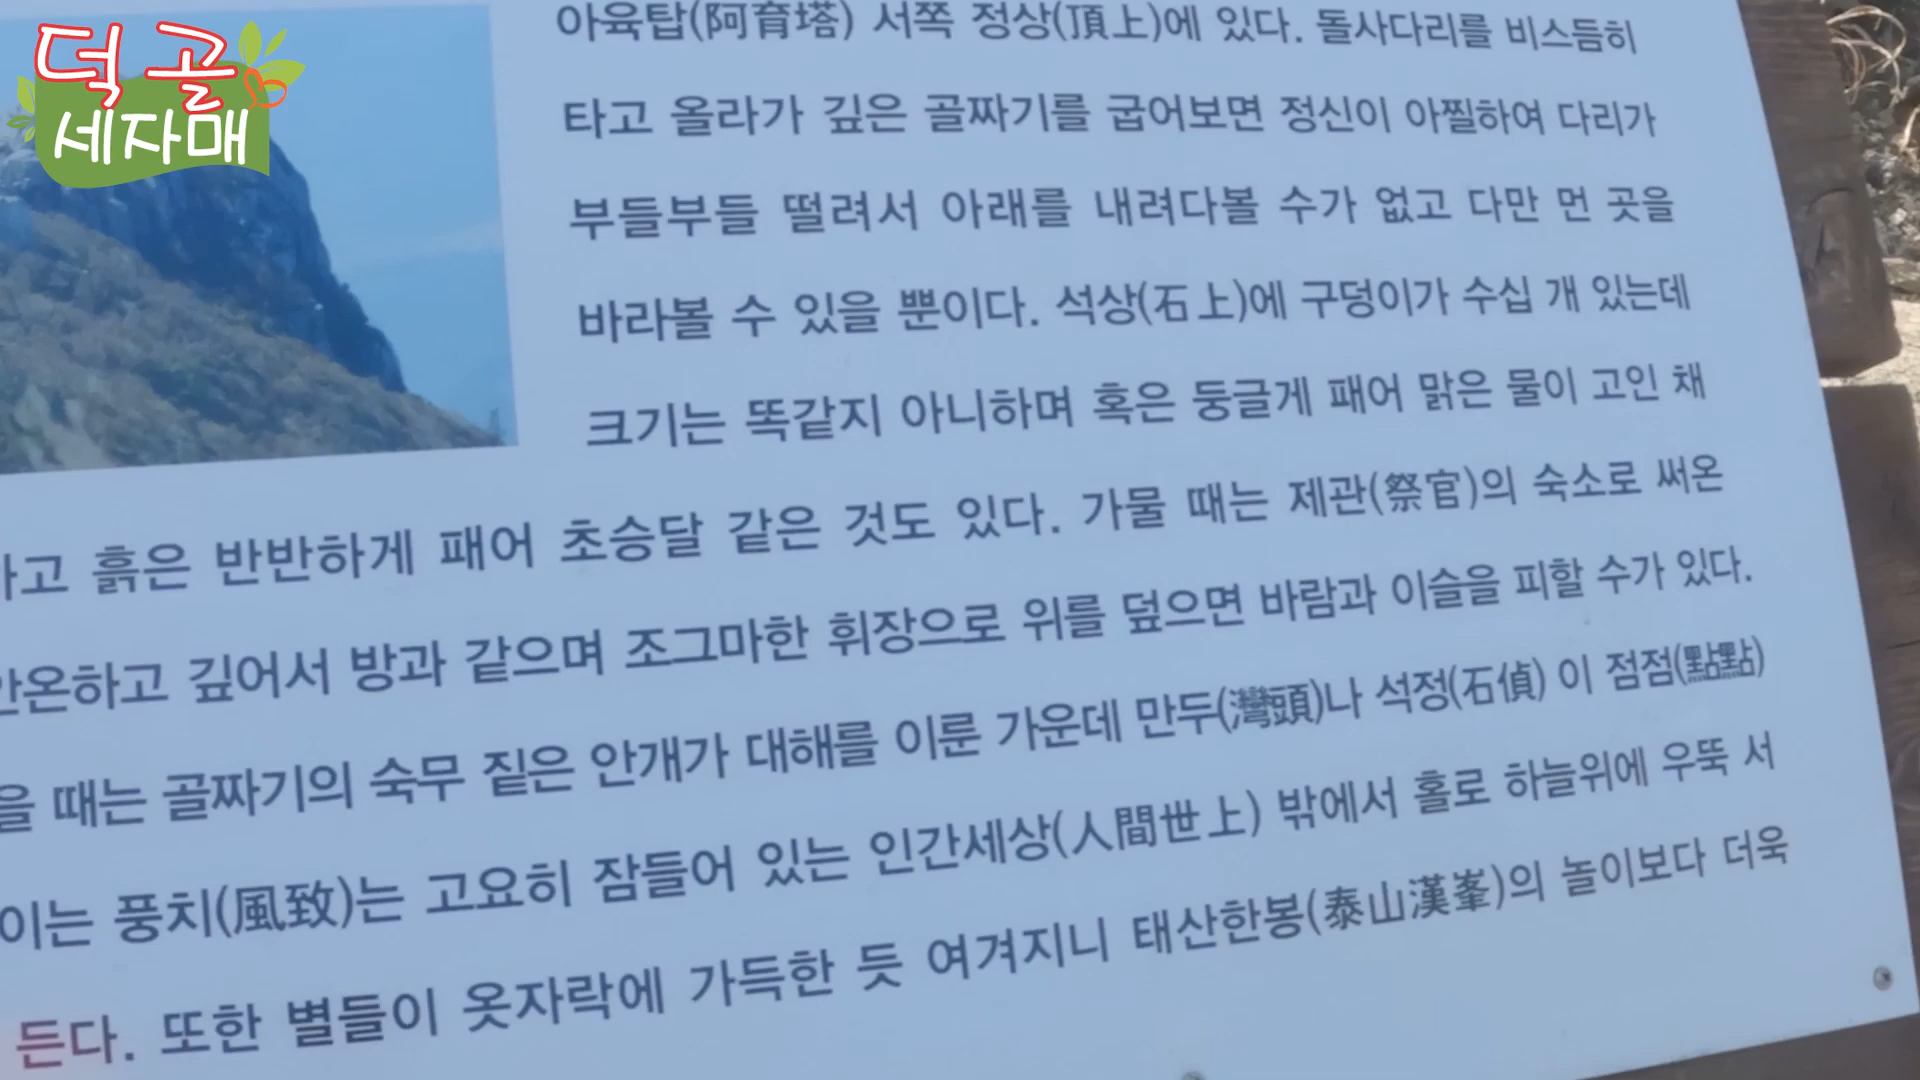 덕골
세자매
아육탑(阿育塔) 서쪽 정상(頂上)에 있다. 돌사다리를 비스듬히
타고 올라가 깊은 골짜기를 굽어보면 정신이 아찔하여 다리가
부들부들 떨려서 아래를 내려다볼 수가 없고 다만 먼 곳을
바라볼 수 있을 뿐이다. 석상(石上)에 구덩이가 수십 개 있는데
크기는 똑같지 아니하며 혹은 둥글게 패어 맑은 물이 고인 채
하고 흙은 반반하게 패어 초승달 같은 것도 있다. 가물 때는 제관(祭官)의 숙소로 써온
안온하고 깊어서 방과 같으며 조그마한 휘장으로 위를 덮으면 바람과 이슬을 피할 수가 있다.
을 때는 골짜기의 숙무 짙은 안개가 대해를 이룬 가운데 만두(灣頭)나 석정(石偵) 이 점점(點點)
이는 풍치(風致)는 고요히 잠들어 있는 인간세상(人間世上) 밖에서 홀로 하늘위에 우뚝 서
든다. 또한 별들이 옷자락에 가득한 듯 여겨지니 태산한봉(泰山漢峯)의 놀이보다 더욱